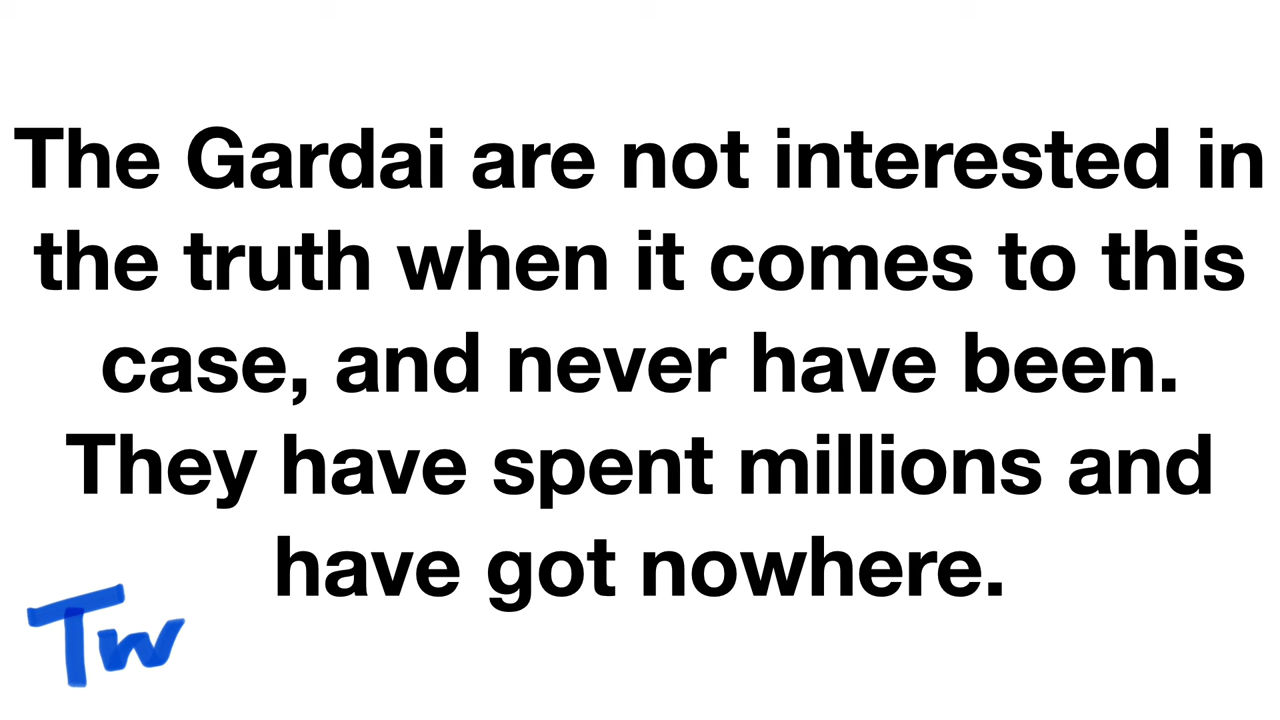 The Gardai are not interested in
the truth when it comes to this
case, and never have been.
They have spent millions and
have got nowhere.
Tw